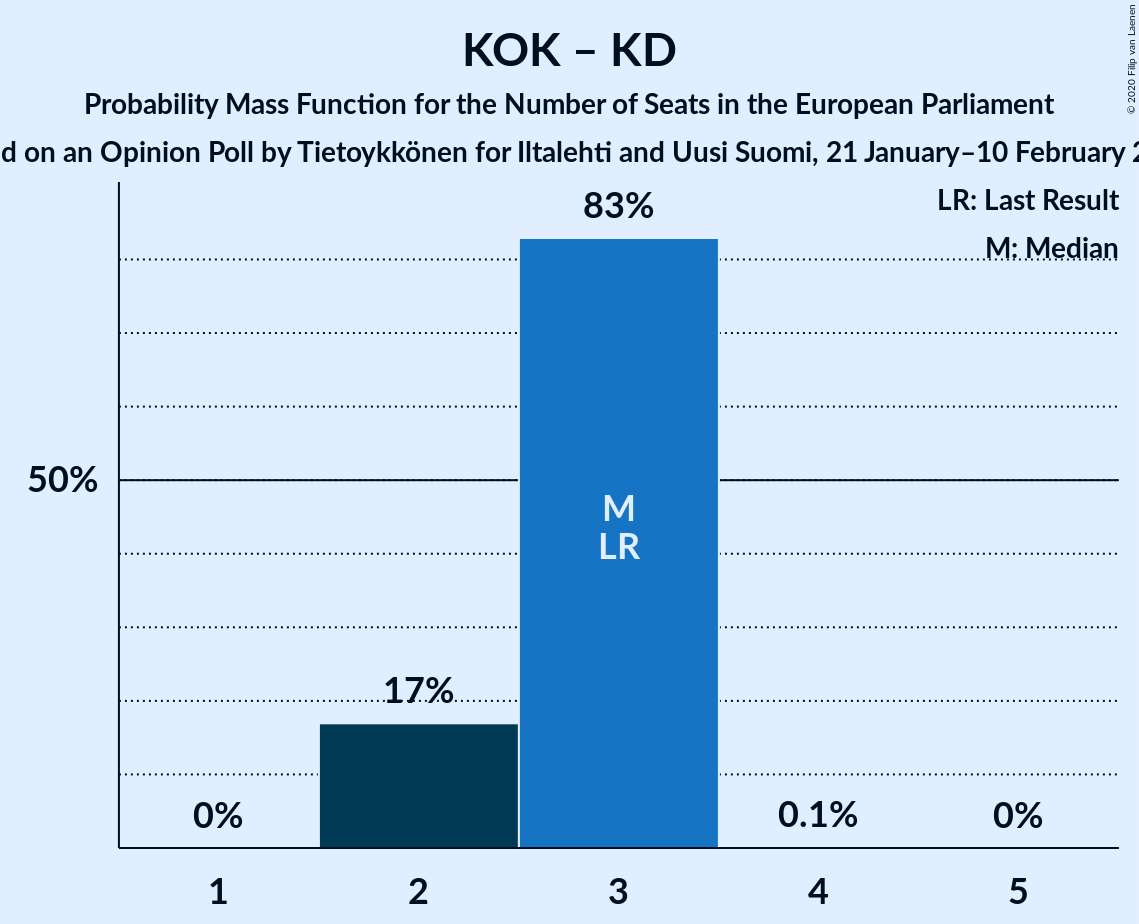 KOK – KD
Probability Mass Function for the Number of Seats in the European Parliament
d on an Opinion Poll by Tietoykkönen for Iltalehti and Uusi Suomi, 21 January–10 February 2
© 2020 Filip van Laenen
LR: Last Result
M: Median
83%
50%
M
LR
17%
0%
0.1%
0%
1
2
3
4
5